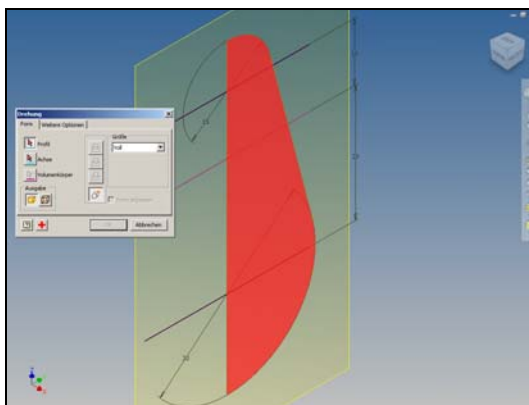 Drehung
Form
Weitere Optionen
Profil
Größe
Voll
Achse
Volumenkörper
Ausgabe
Abbrechen